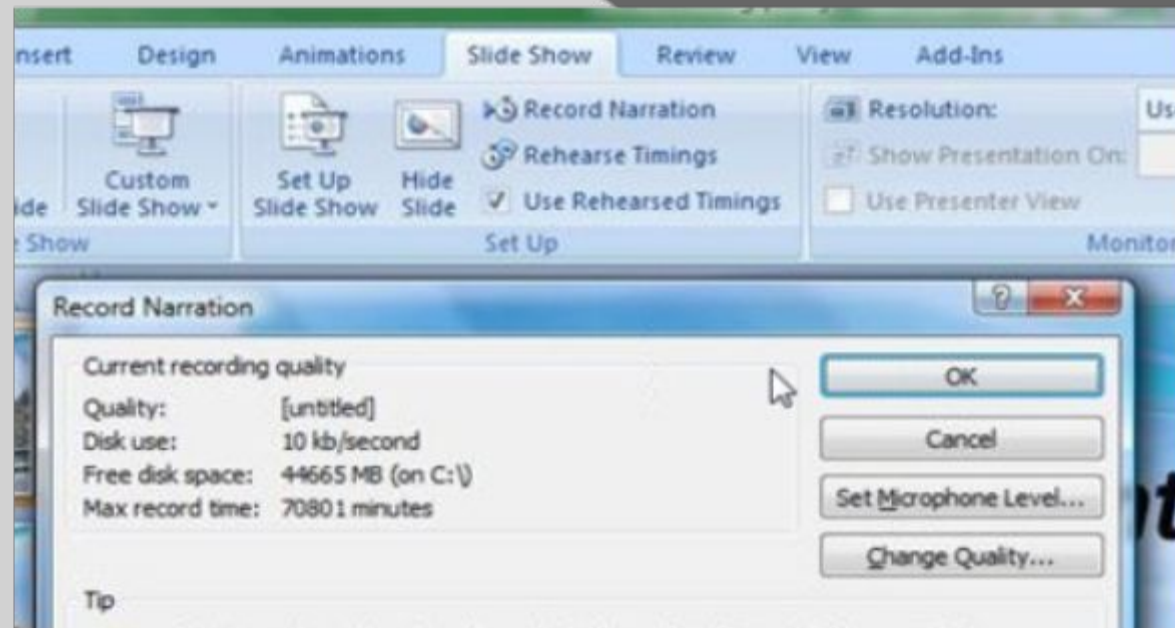 nsert Design Animations Slide Show Review View Add-Ins
Record Narration
Rehearse Timings
Use Rehearsed Timings
Custom
Slide Show
Set Up
Slide Show
Hide
Slide
ide
Resolution: Us
Show Presentation On:
Use Presenter View
Show Set Up Monitor
Record Narration
Current recording quality
Quality: [untitled]
Disk use: 10 kb/second
Free disk space: 44665 MB (on C:\)
Max record time: 70801 minutes
OK
Cancel
Set Microphone Level...
Change Quality...
Tip